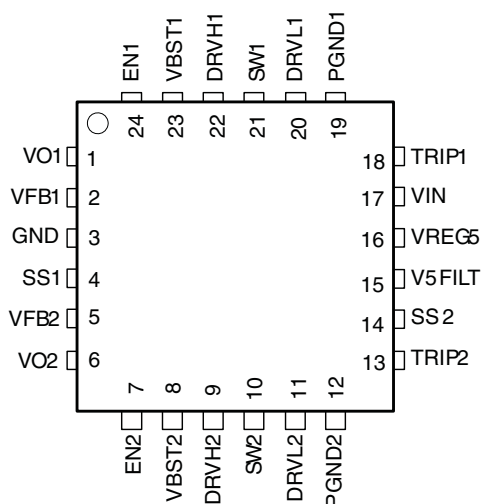 EN1
VBST1
DRVH1
SW1
DRVL1
PGND1
24
23
22
21
20
19
VO1 1
18 TRIP1
VFB1 2
17 VIN
GND 3
16 VREG5
SS1 4
15 V5FILT
VFB2 5
14 SS2
VO2 6
13 TRIP2
7
8
9
10
11
12
EN2
VBST2
DRVH2
SW2
DRVL2
PGND2